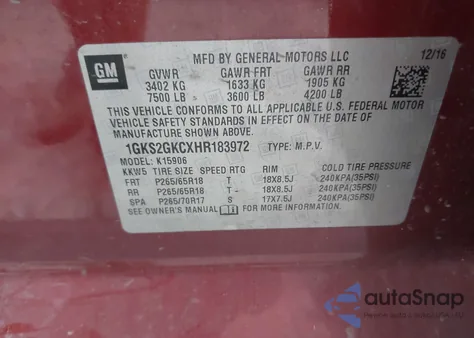 GM
MFD BY GENERAL MOTORS LLC
12/16
GVWR GAWR FRT GAWR RR
3402 KG 1633 KG 1905 KG
7500 LB 3600 LB 4200 LB
THIS VEHICLE CONFORMS TO ALL APPLICABLE U.S. FEDERAL MOTOR
VEHICLE SAFETY STANDARDS IN EFFECT ON THE DATE OF
MANUFACTURE SHOWN ABOVE.
1GKS2GKCXHR183972 TYPE: M.P.V.
MODEL: K15906
KKW5 TIRE SIZE SPEED RTG RIM COLD TIRE PRESSURE
FRT P265/65R18 T 18X8.5J 240KPA(35PSI)
RR P265/65R18 T 18X8.5J 240KPA(35PSI)
SPA P265/70R17 S 17X7.5J 240KPA(35PSI)
SEE OWNER'S MANUAL FOR MORE INFORMATION
autoSnap